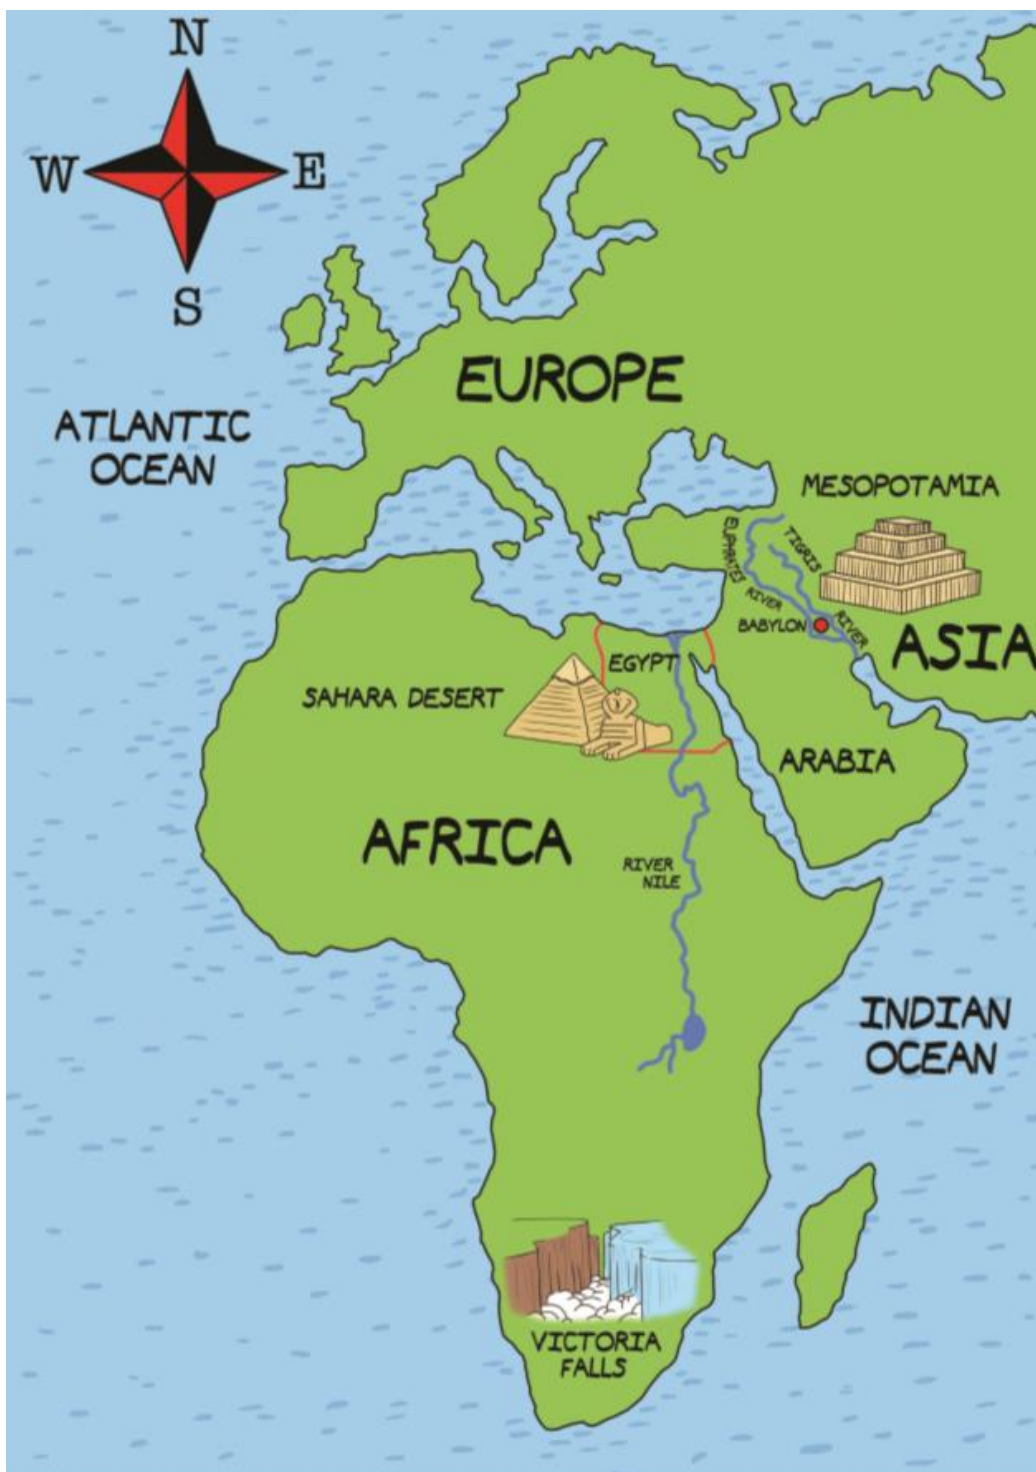 N
W
E
S
EUROPE
ATLANTIC
OCEAN
MESOPOTAMIA
EUPHRATES RIVER
TIGRIS RIVER
BABYLON
ASIA
EGYPT
SAHARA DESERT
ARABIA
AFRICA
RIVER
NILE
INDIAN
OCEAN
VICTORIA
FALLS